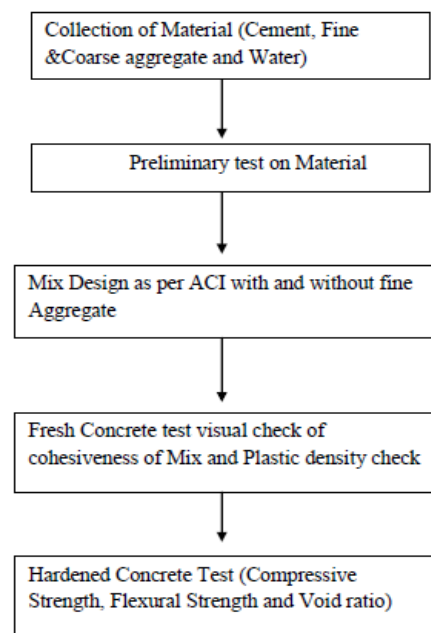 Collection of Material (Cement, Fine
&Coarse aggregate and Water)
Preliminary test on Material
Mix Design as per ACI with and without fine
Aggregate
Fresh Concrete test visual check of
cohesiveness of Mix and Plastic density check
Hardened Concrete Test (Compressive
Strength, Flexural Strength and Void ratio)